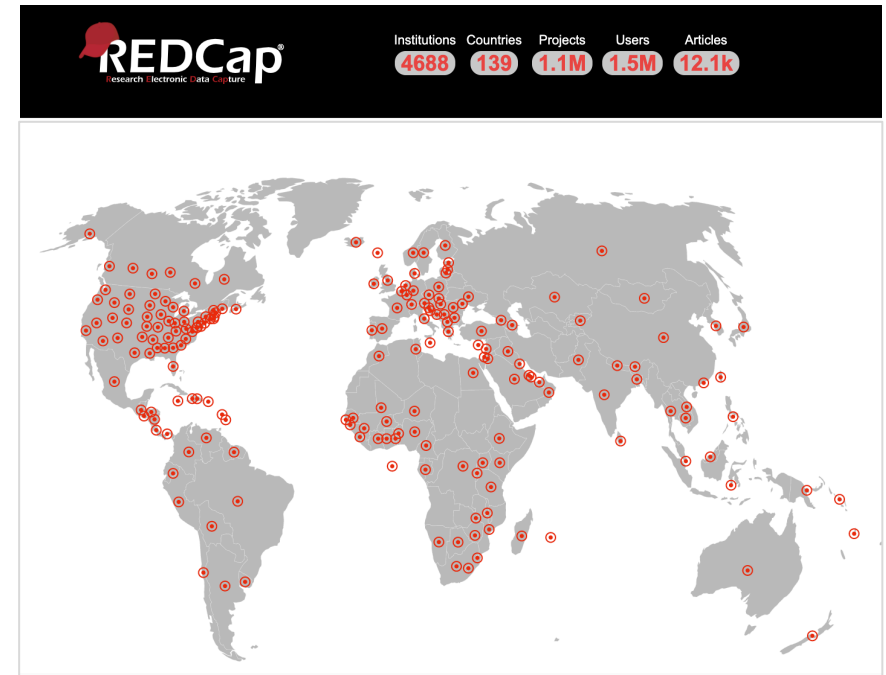 REDCap®
Research Electronic Data Capture
Institutions Countries Projects Users Articles
4688 139 1.1M 1.5M 12.1k